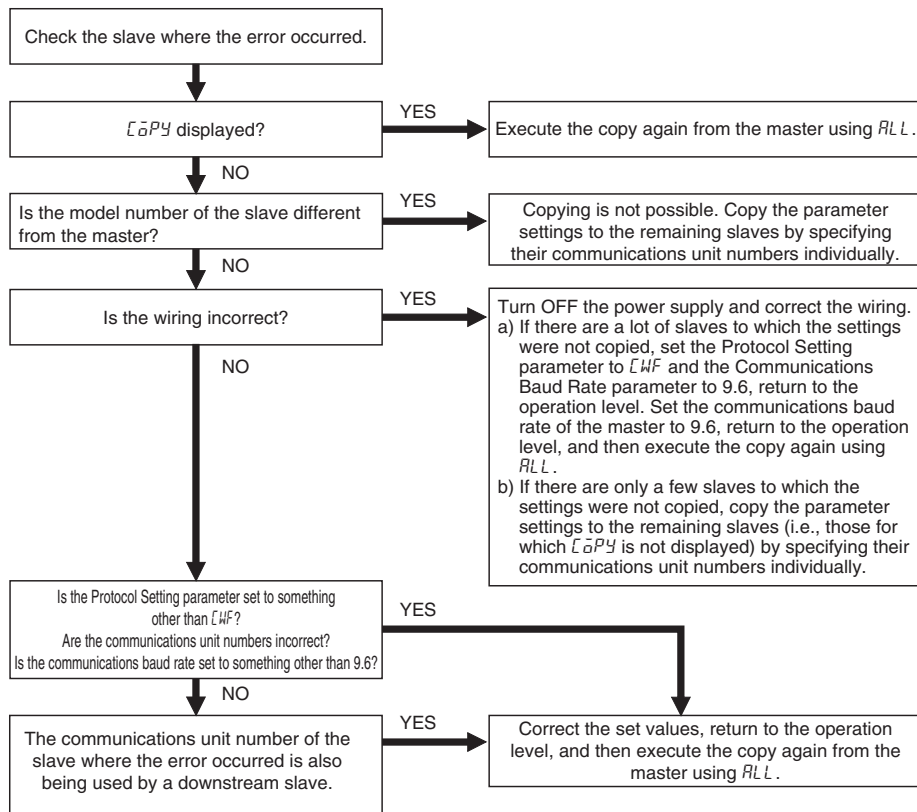 Check the slave where the error occurred.
CoPY displayed?
YES
Execute the copy again from the master using ALL.
NO
Is the model number of the slave different
from the master?
YES
Copying is not possible. Copy the parameter
settings to the remaining slaves by specifying
their communications unit numbers individually.
NO
Is the wiring incorrect?
YES
Turn OFF the power supply and correct the wiring.
a) If there are a lot of slaves to which the settings
were not copied, set the Protocol Setting
parameter to CWF and the Communications
Baud Rate parameter to 9.6, return to the
operation level. Set the communications baud
rate of the master to 9.6, return to the operation
level, and then execute the copy again using
ALL.
b) If there are only a few slaves to which the
settings were not copied, copy the parameter
settings to the remaining slaves (i.e., those for
which CoPY is not displayed) by specifying their
communications unit numbers individually.
NO
Is the Protocol Setting parameter set to something
other than CWF?
Are the communications unit numbers incorrect?
Is the communications baud rate set to something other than 9.6?
YES
NO
The communications unit number of the
slave where the error occurred is also
being used by a downstream slave.
YES
Correct the set values, return to the operation
level, and then execute the copy again from the
master using ALL.